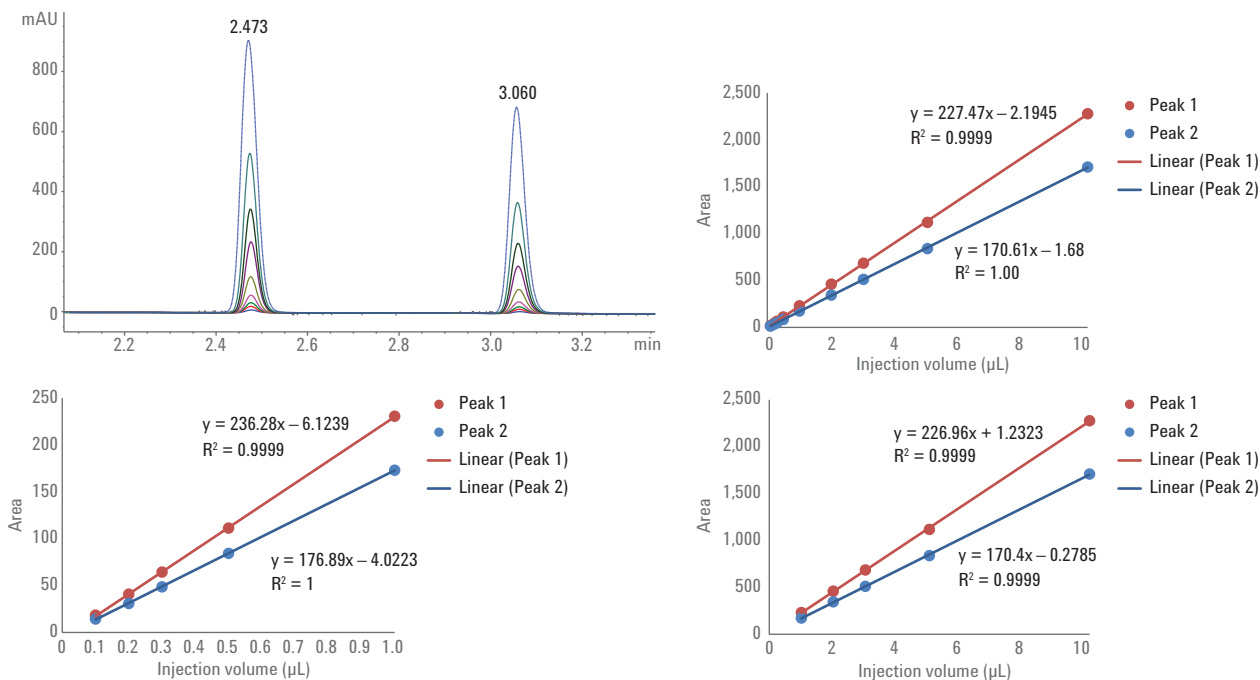 mAU
2.473
3.060
800
600
400
200
0
2.2
2.4
2.6
2.8
3.0
3.2
min
2,500
2,000
1,500
1,000
500
0
Area
y = 227.47x – 2.1945
R² = 0.9999
y = 170.61x – 1.68
R² = 1.00
0
2
4
6
8
10
Injection volume (µL)
Peak 1
Peak 2
Linear (Peak 1)
Linear (Peak 2)
250
200
150
100
50
0
Area
y = 236.28x – 6.1239
R² = 0.9999
y = 176.89x – 4.0223
R² = 1
0
0.1
0.2
0.3
0.4
0.5
0.6
0.7
0.8
0.9
1.0
Injection volume (µL)
Peak 1
Peak 2
Linear (Peak 1)
Linear (Peak 2)
2,500
2,000
1,500
1,000
500
0
Area
y = 226.96x + 1.2323
R² = 0.9999
y = 170.4x – 0.2785
R² = 0.9999
0
2
4
6
8
10
Injection volume (µL)
Peak 1
Peak 2
Linear (Peak 1)
Linear (Peak 2)